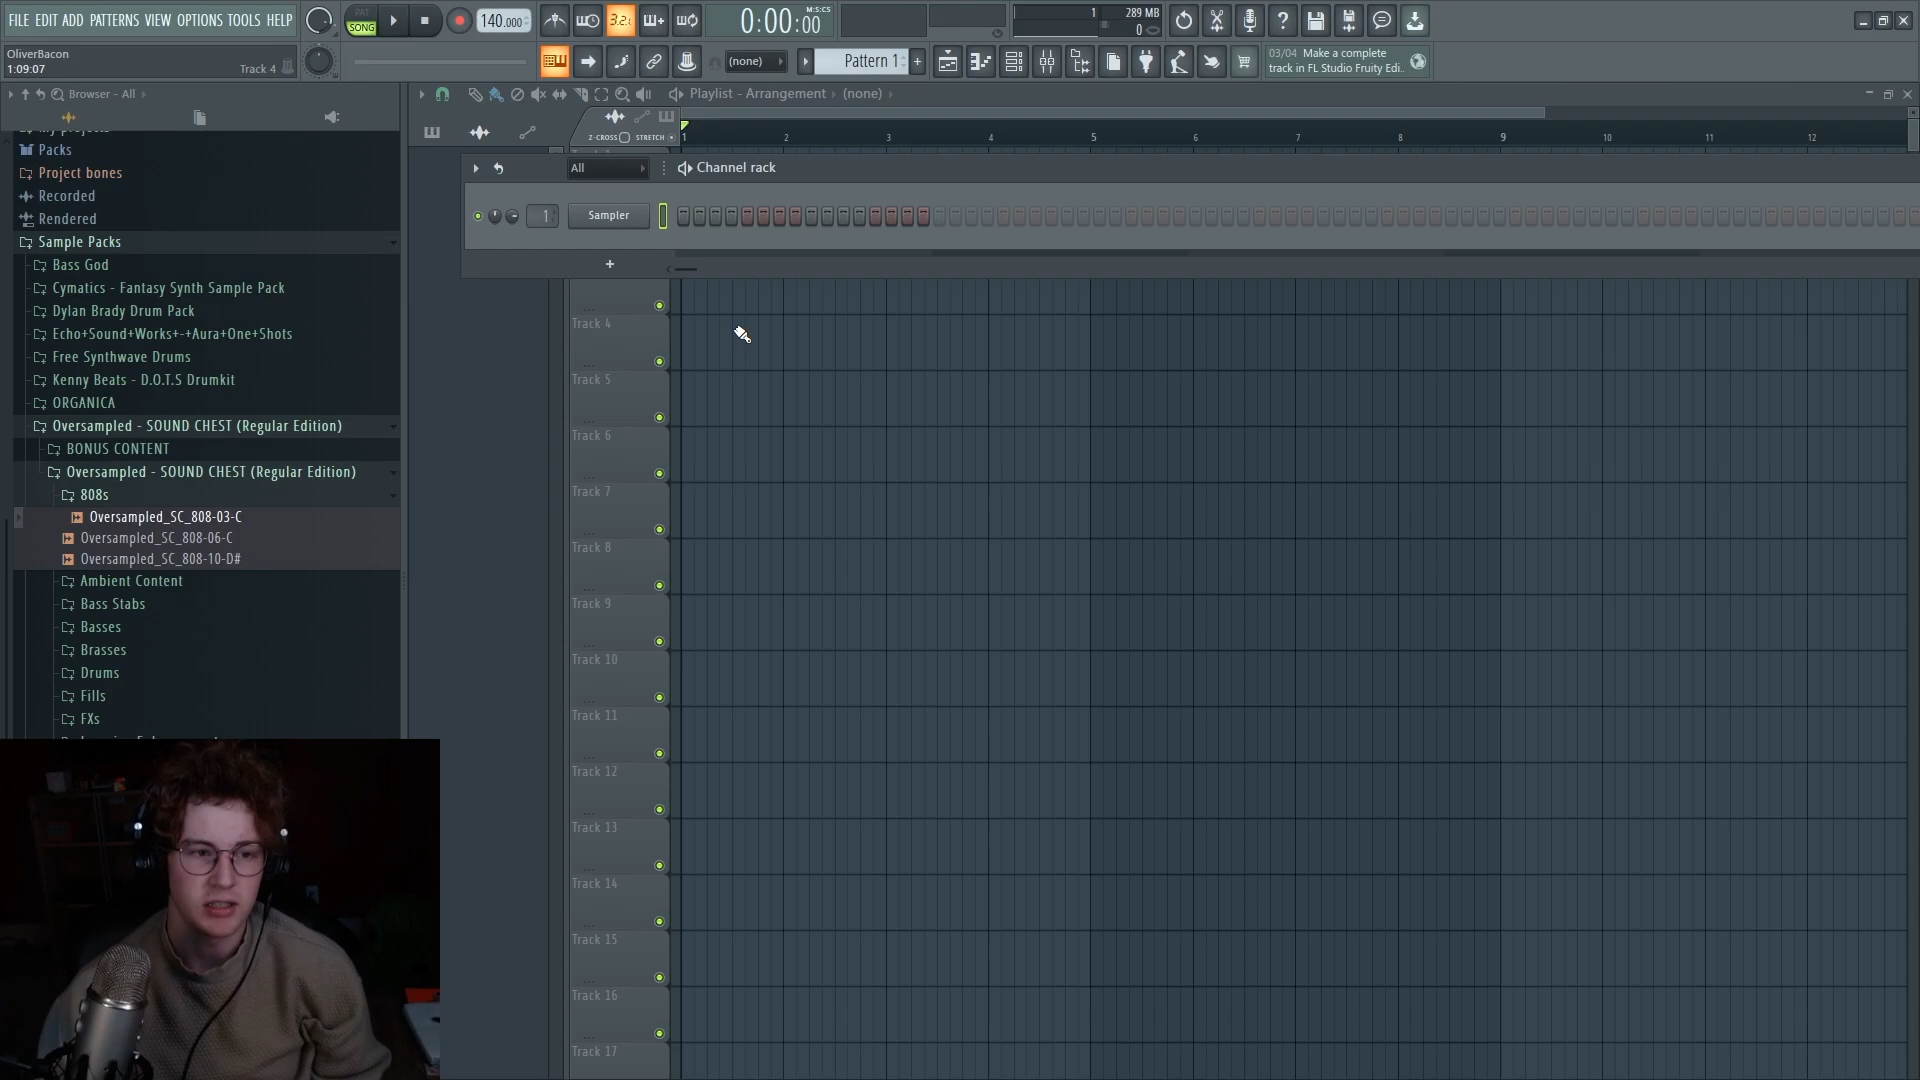 FILE EDIT ADD PATTERNS VIEW OPTIONS TOOLS HELP
PAT
SONG
140.000
3.2.
0:00:00
M:S:CS
1
289 MB
0
OliverBacon
1:09:07
Track 4
(none)
Pattern 1
+
03/04 Make a complete
track in FL Studio Fruity Edi..
Browser - All
Playlist - Arrangement
(none)
Z-CROSS
STRETCH
1 2 3 4 5 6 7 8 9 10 11 12
Packs
Project bones
Recorded
Rendered
Sample Packs
Bass God
Cymatics - Fantasy Synth Sample Pack
Dylan Brady Drum Pack
Echo+Sound+Works+-+Aura+One+Shots
Free Synthwave Drums
Kenny Beats - D.O.T.S Drumkit
ORGANICA
Oversampled - SOUND CHEST (Regular Edition)
BONUS CONTENT
Oversampled - SOUND CHEST (Regular Edition)
808s
Oversampled_SC_808-03-C
Oversampled_SC_808-06-C
Oversampled_SC_808-10-D#
Ambient Content
Bass Stabs
Basses
Brasses
Drums
Fills
FXs
All
Channel rack
1
Sampler
+
Track 4
Track 5
Track 6
Track 7
Track 8
Track 9
Track 10
Track 11
Track 12
Track 13
Track 14
Track 15
Track 16
Track 17